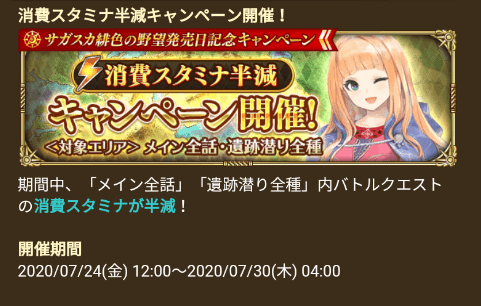 消費スタミナ半減キャンペーン開催！
サガスカ緋色の野望発売日記念キャンペーン
消費スタミナ半減
キャンペーン開催!
＜対象エリア＞ メイン全話・遺跡潜り全種
期間中、「メイン全話」「遺跡潜り全種」内バトルクエスト
の消費スタミナが半減！
開催期間
2020/07/24(金) 12:00～2020/07/30(木) 04:00